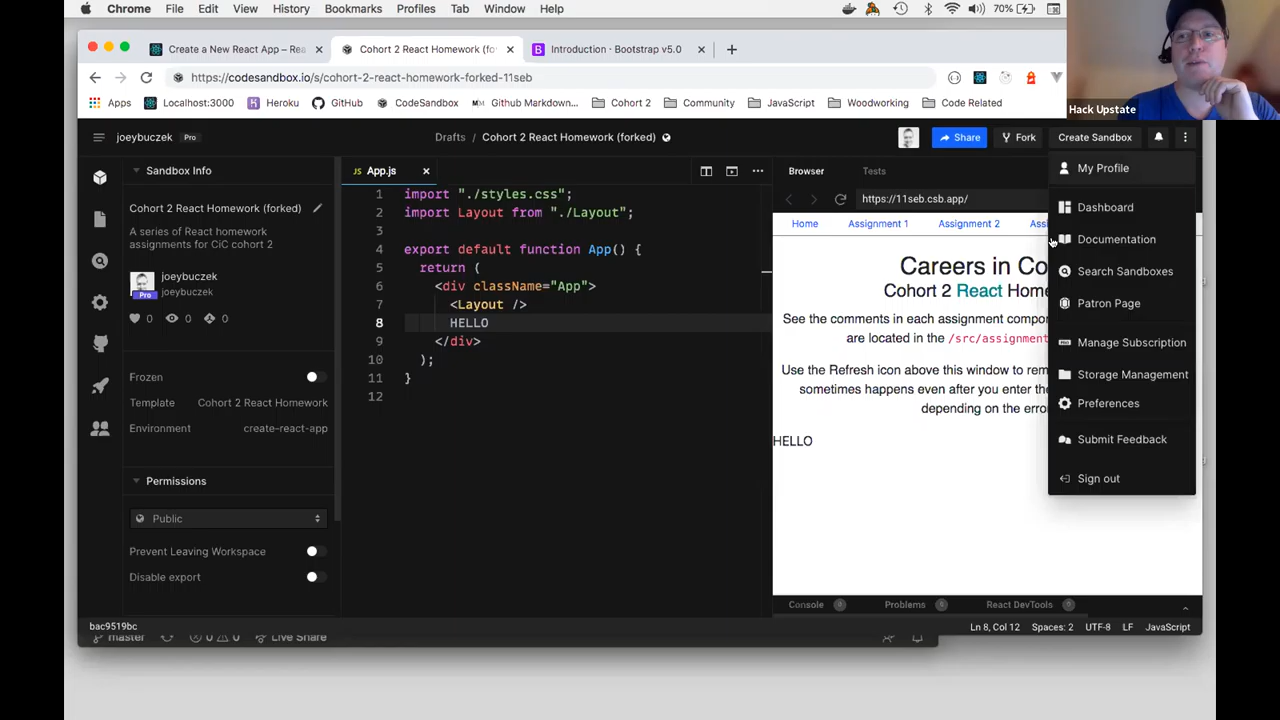 Chrome File Edit View History Bookmarks Profiles Tab Window Help 70%
Hack Upstate
Create a New React App – Rea
Cohort 2 React Homework (for
Introduction · Bootstrap v5.0
https://codesandbox.io/s/cohort-2-react-homework-forked-11seb
Apps Localhost:3000 Heroku GitHub CodeSandbox Github Markdown... Cohort 2 Community JavaScript Woodworking Code Related
joeybuczek Pro
Drafts / Cohort 2 React Homework (forked)
Share Fork Create Sandbox
Sandbox Info
Cohort 2 React Homework (forked)
A series of React homework
assignments for CiC cohort 2
joeybuczek
joeybuczek
Pro
0 0 0
Frozen
Template Cohort 2 React Homework
Environment create-react-app
Permissions
Public
Prevent Leaving Workspace
Disable export
bac9519bc
JS App.js
1 import "./styles.css";
2 import Layout from "./Layout";
3
4 export default function App() {
5 return (
6 <div className="App">
7 <Layout />
8 HELLO
9 </div>
10 );
11 }
12
Browser Tests
https://11seb.csb.app/
Home Assignment 1 Assignment 2 Assi
Careers in Co
Cohort 2 React Home
See the comments in each assignment compo
are located in the /src/assignment
Use the Refresh icon above this window to rem
sometimes happens even after you enter the
depending on the erro
HELLO
My Profile
Dashboard
Documentation
Search Sandboxes
Patron Page
Manage Subscription
Storage Management
Preferences
Submit Feedback
Sign out
Console 0 Problems 0 React DevTools 0
Ln 8, Col 12 Spaces: 2 UTF-8 LF JavaScript
master 0 0 Live Share